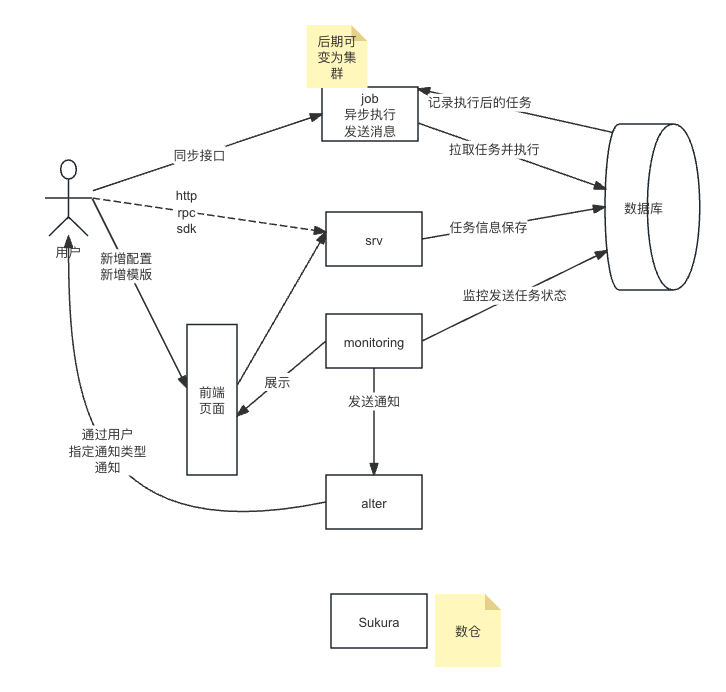 后期可
变为集
群
job
异步执行
发送消息
记录执行后的任务
拉取任务并执行
同步接口
http
rpc
sdk
数据库
srv
任务信息保存
用户
新增配置
新增模版
监控发送任务状态
monitoring
展示
前端
页面
发送通知
通过用户
指定通知类型
通知
alter
Sukura
数仓